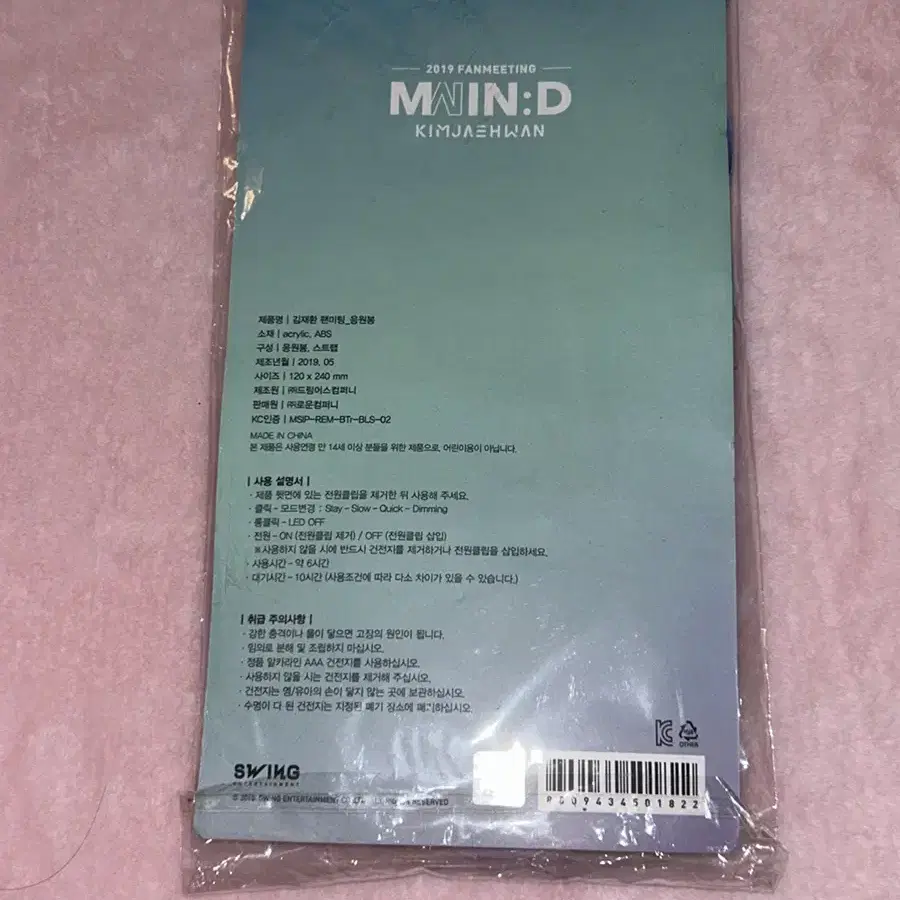 2019 FANMEETING
MWIN:D
KIMJAEHWAN
제품명 | 김재환 팬미팅_응원봉
소재 | acrylic, ABS
구성 | 응원봉, 스트랩
제조년월 | 2019. 05
사이즈 | 120 x 240 mm
제조원 | ㈜드림어스컴퍼니
판매원 | ㈜로운컴퍼니
KC인증 | MSIP-REM-BTr-BLS-02
MADE IN CHINA
본 제품은 사용연령 만 14세 이상 분들을 위한 제품으로, 어린이용이 아닙니다.
| 사용 설명서 |
· 제품 뒷면에 있는 전원클립을 제거한 뒤 사용해 주세요.
· 클릭 - 모드변경 : Stay - Slow - Quick - Dimming
· 롱클릭 - LED OFF
· 전원 - ON (전원클립 제거) / OFF (전원클립 삽입)
※사용하지 않을 시에 반드시 건전지를 제거하거나 전원클립을 삽입하세요.
· 사용시간 - 약 6시간
· 대기시간 - 10시간 (사용조건에 따라 다소 차이가 있을 수 있습니다.)
| 취급 주의사항 |
· 강한 충격이나 물이 닿으면 고장의 원인이 됩니다.
· 임의로 분해 및 조립하지 마십시오.
· 정품 알카라인 AAA 건전지를 사용하십시오.
· 사용하지 않을 시는 건전지를 제거해 주십시오.
· 건전지는 영/유아의 손이 닿지 않는 곳에 보관하십시오.
· 수명이 다 된 건전지는 지정된 폐기 장소에 폐기하십시오.
KC
OTHER
SWING
ENTERTAINMENT
SWING ENTERTAINMENT CO. LTD. ALL RIGHTS RESERVED
8809434501822